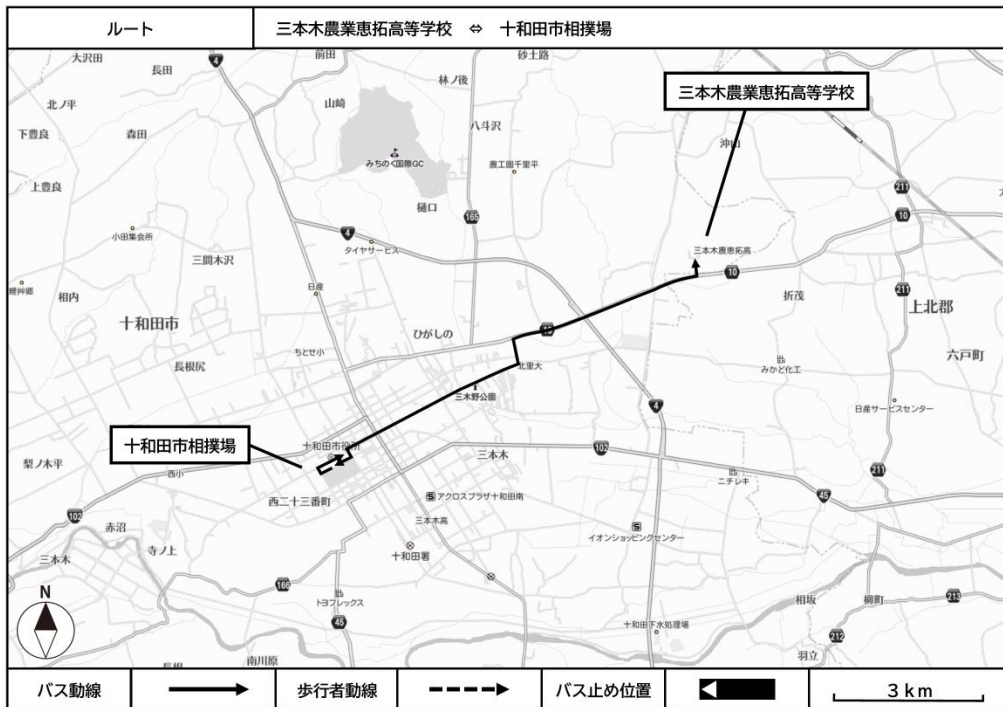 ルート
三本木農業恵拓高等学校 ⇔ 十和田市相撲場
大沢田
長田
4
前田
砂土路
林ノ後
三本木農業恵拓高等学校
北ノ平
山崎
下豊良
森田
八斗沢
沖山
みちのく国際GC
農工園千里平
上豊良
樋口
165
211
10
小田集会所
4
タイヤサービス
三本木農恵拓高
三間木沢
10
相内
日産
折茂
211
上北郡
十和田市
ひがしの
10
ちとせ小
六戸町
長根尻
北里大
みかど化工
三木野公園
4
日産サービスセンター
十和田市相撲場
十和田市役所
三本木
102
梨ノ木平
西小
ニチレキ
211
西二十三番町
アクロスプラザ十和田南
45
102
赤沼
三本木高
イオンショッピングセンター
三本木
寺ノ上
十和田署
166
トヨフレックス
45
相坂
柳町
213
N
十和田下水処理場
212
南川原
羽立
長根
バス動線
歩行者動線
バス止め位置
3km